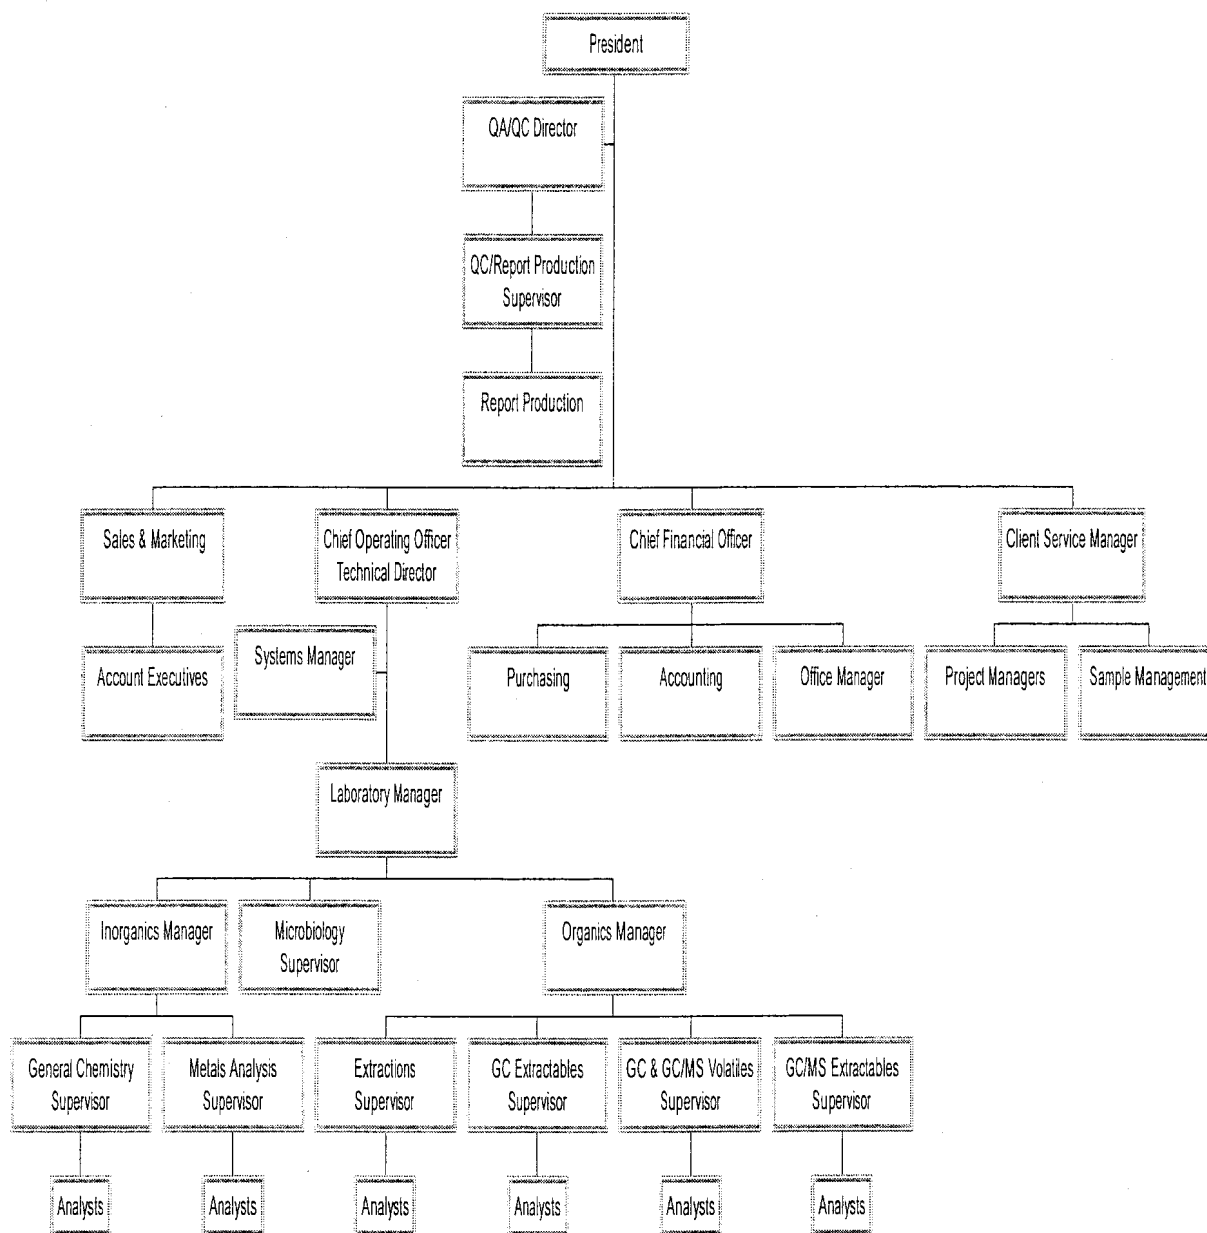 President
QA/QC Director
QC/Report Production
Supervisor
Report Production
Sales & Marketing
Chief Operating Officer
Technical Director
Chief Financial Officer
Client Service Manager
Account Executives
Systems Manager
Purchasing
Accounting
Office Manager
Project Managers
Sample Management
Laboratory Manager
Inorganics Manager
Microbiology
Supervisor
Organics Manager
General Chemistry
Supervisor
Metals Analysis
Supervisor
Extractions
Supervisor
GC Extractables
Supervisor
GC & GC/MS Volatiles
Supervisor
GC/MS Extractables
Supervisor
Analysts
Analysts
Analysts
Analysts
Analysts
Analysts